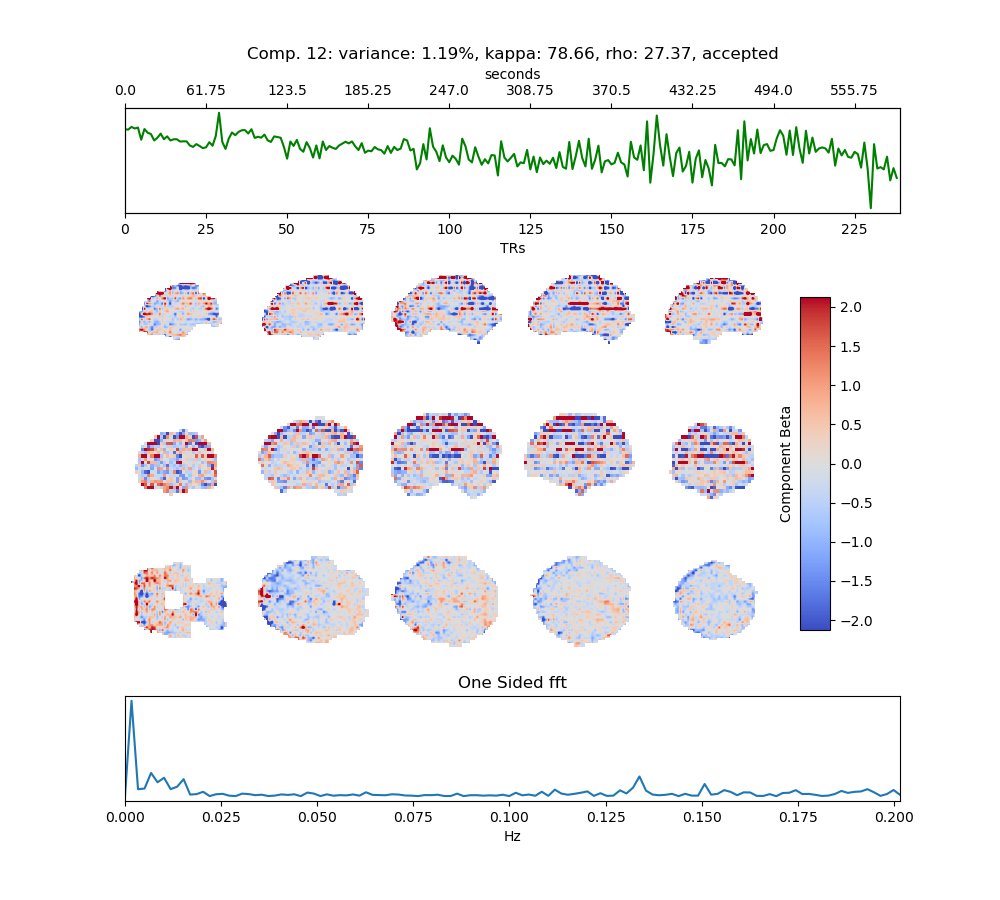 Comp. 12: variance: 1.19%, kappa: 78.66, rho: 27.37, accepted
seconds
0.0 61.75 123.5 185.25 247.0 308.75 370.5 432.25 494.0 555.75
0 25 50 75 100 125 150 175 200 225
TRs
2.0
1.5
1.0
0.5
0.0
−0.5
−1.0
−1.5
−2.0
Component Beta
One Sided fft
0.000 0.025 0.050 0.075 0.100 0.125 0.150 0.175 0.200
Hz